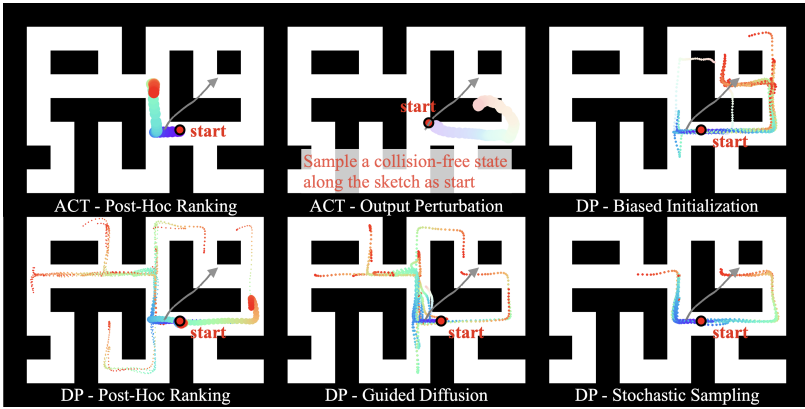 start
start
start
Sample a collision-free state
along the sketch as start
ACT - Post-Hoc Ranking
ACT - Output Perturbation
DP - Biased Initialization
start
start
start
DP - Post-Hoc Ranking
DP - Guided Diffusion
DP - Stochastic Sampling